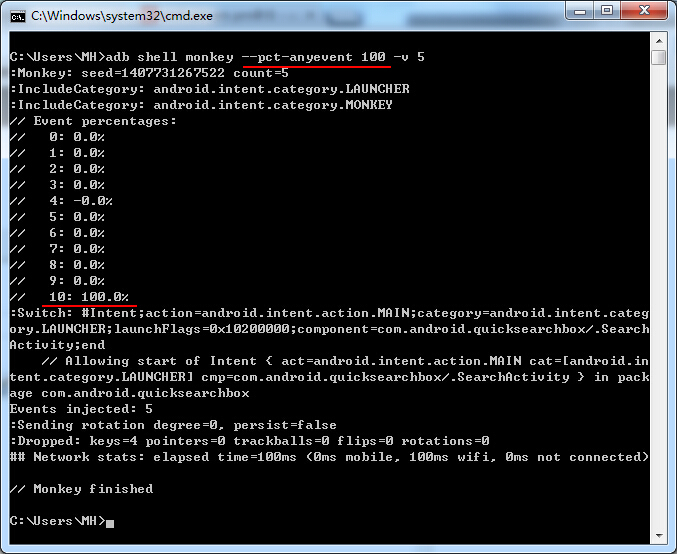 C:\Windows\system32\cmd.exe
C:\Users\MH>adb shell monkey --pct-anyevent 100 -v 5
:Monkey: seed=1407731267522 count=5
:IncludeCategory: android.intent.category.LAUNCHER
:IncludeCategory: android.intent.category.MONKEY
// Event percentages:
//   0: 0.0%
//   1: 0.0%
//   2: 0.0%
//   3: 0.0%
//   4: -0.0%
//   5: 0.0%
//   6: 0.0%
//   7: 0.0%
//   8: 0.0%
//   9: 0.0%
//   10: 100.0%
:Switch: #Intent;action=android.intent.action.MAIN;category=android.intent.categ
ory.LAUNCHER;launchFlags=0x10200000;component=com.android.quicksearchbox/.Search
Activity;end
    // Allowing start of Intent { act=android.intent.action.MAIN cat=[android.in
tent.category.LAUNCHER] cmp=com.android.quicksearchbox/.SearchActivity } in pack
age com.android.quicksearchbox
Events injected: 5
:Sending rotation degree=0, persist=false
:Dropped: keys=4 pointers=0 trackballs=0 flips=0 rotations=0
## Network stats: elapsed time=100ms (0ms mobile, 100ms wifi, 0ms not connected)
// Monkey finished
C:\Users\MH>